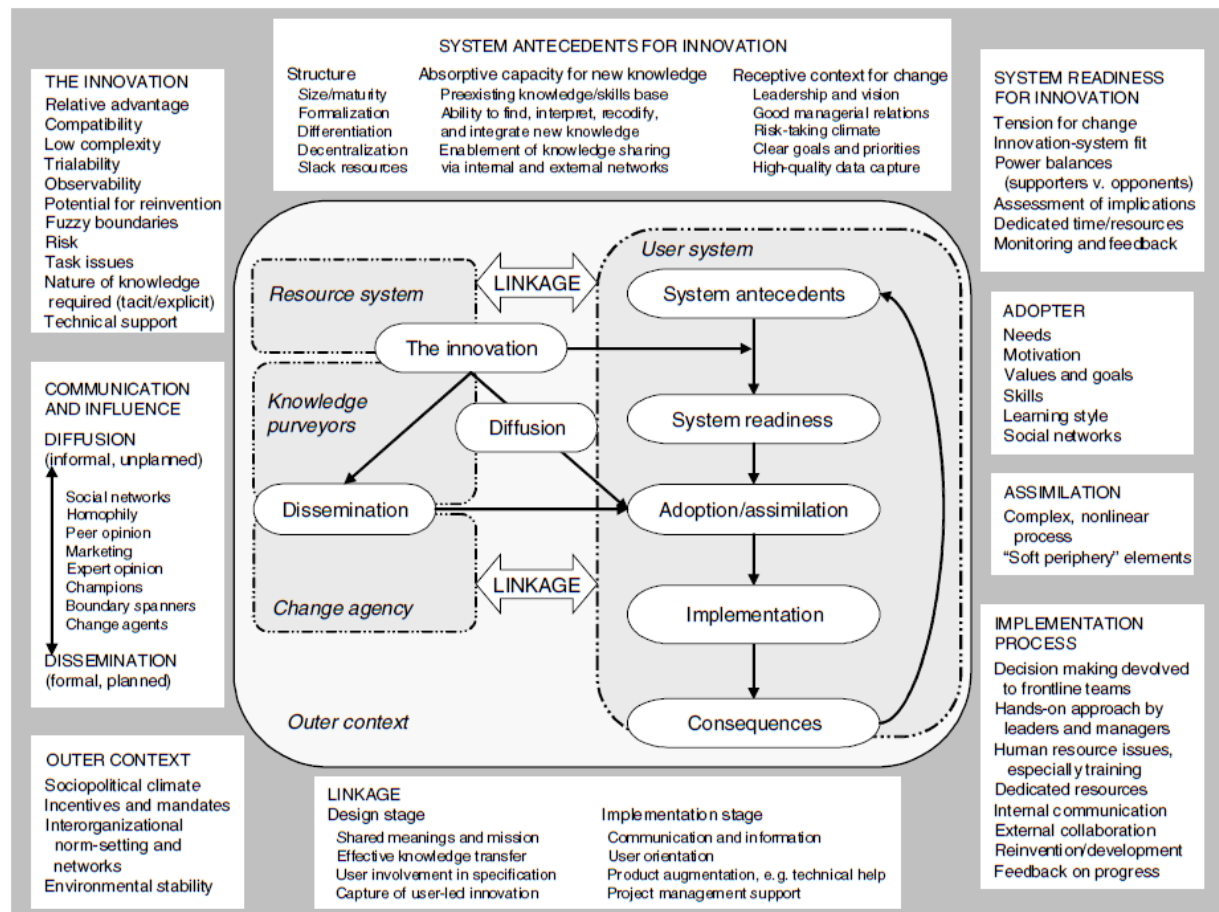 SYSTEM ANTECEDENTS FOR INNOVATION
Structure
Size/maturity
Formalization
Differentiation
Decentralization
Slack resources
Absorptive capacity for new knowledge
Preexisting knowledge/skills base
Ability to find, interpret, recodify,
and integrate new knowledge
Enablement of knowledge sharing
via internal and external networks
Receptive context for change
Leadership and vision
Good managerial relations
Risk-taking climate
Clear goals and priorities
High-quality data capture
THE INNOVATION
Relative advantage
Compatibility
Low complexity
Trialability
Observability
Potential for reinvention
Fuzzy boundaries
Risk
Task issues
Nature of knowledge
required (tacit/explicit)
Technical support
COMMUNICATION
AND INFLUENCE
DIFFUSION
(informal, unplanned)
Social networks
Homophily
Peer opinion
Marketing
Expert opinion
Champions
Boundary spanners
Change agents
DISSEMINATION
(formal, planned)
OUTER CONTEXT
Sociopolitical climate
Incentives and mandates
Interorganizational
norm-setting and
networks
Environmental stability
Resource system
LINKAGE
User system
System antecedents
The innovation
Knowledge
purveyors
Diffusion
System readiness
Dissemination
Adoption/assimilation
Change agency
LINKAGE
Implementation
Outer context
Consequences
SYSTEM READINESS
FOR INNOVATION
Tension for change
Innovation-system fit
Power balances
(supporters v. opponents)
Assessment of implications
Dedicated time/resources
Monitoring and feedback
ADOPTER
Needs
Motivation
Values and goals
Skills
Learning style
Social networks
ASSIMILATION
Complex, nonlinear
process
“Soft periphery” elements
IMPLEMENTATION
PROCESS
Decision making devolved
to frontline teams
Hands-on approach by
leaders and managers
Human resource issues,
especially training
Dedicated resources
Internal communication
External collaboration
Reinvention/development
Feedback on progress
LINKAGE
Design stage
Shared meanings and mission
Effective knowledge transfer
User involvement in specification
Capture of user-led innovation
Implementation stage
Communication and information
User orientation
Product augmentation, e.g. technical help
Project management support